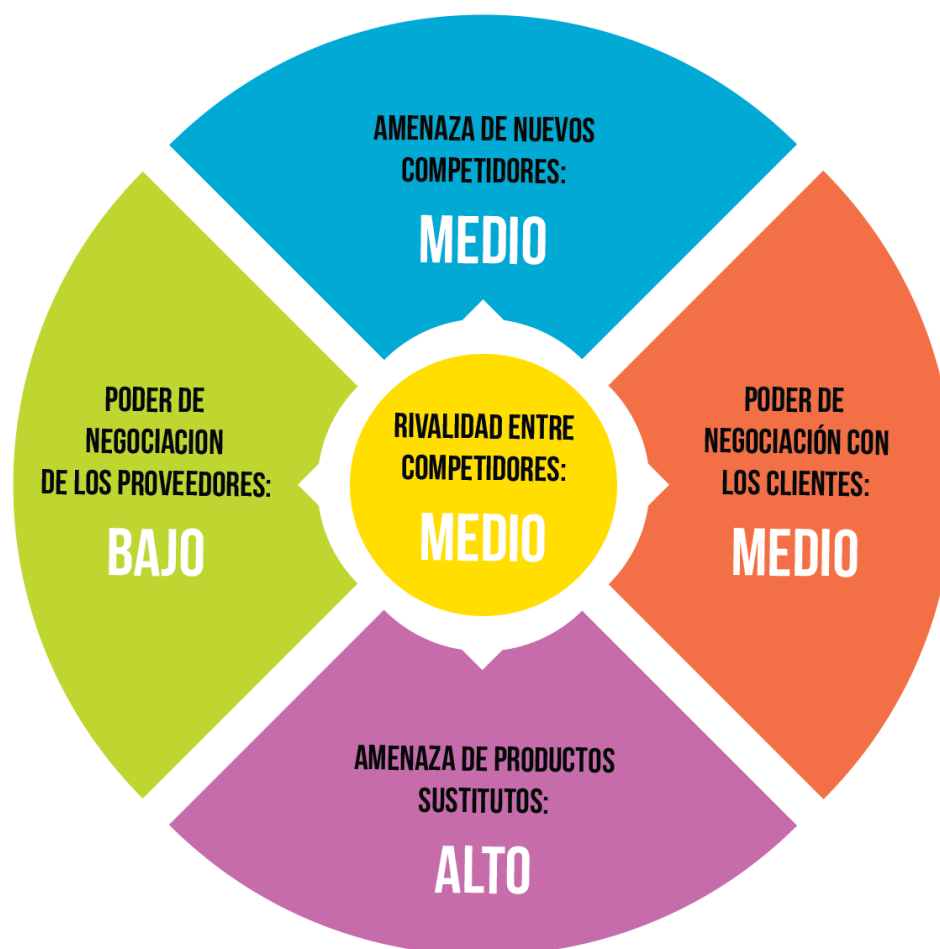 AMENAZA DE NUEVOS
COMPETIDORES:
MEDIO
PODER DE
NEGOCIACION
DE LOS PROVEEDORES:
BAJO
RIVALIDAD ENTRE
COMPETIDORES:
MEDIO
PODER DE
NEGOCIACIÓN CON
LOS CLIENTES:
MEDIO
AMENAZA DE PRODUCTOS
SUSTITUTOS:
ALTO